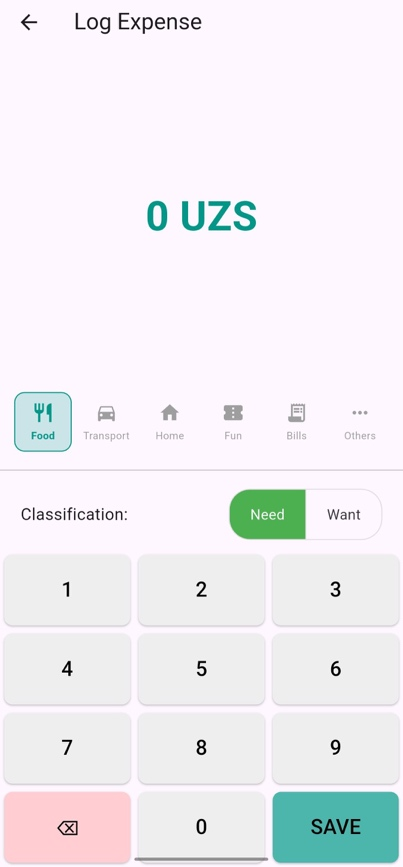 Log Expense
0 UZS
Food Transport Home Fun Bills Others
Classification: Need Want
1 2 3
4 5 6
7 8 9
0 SAVE